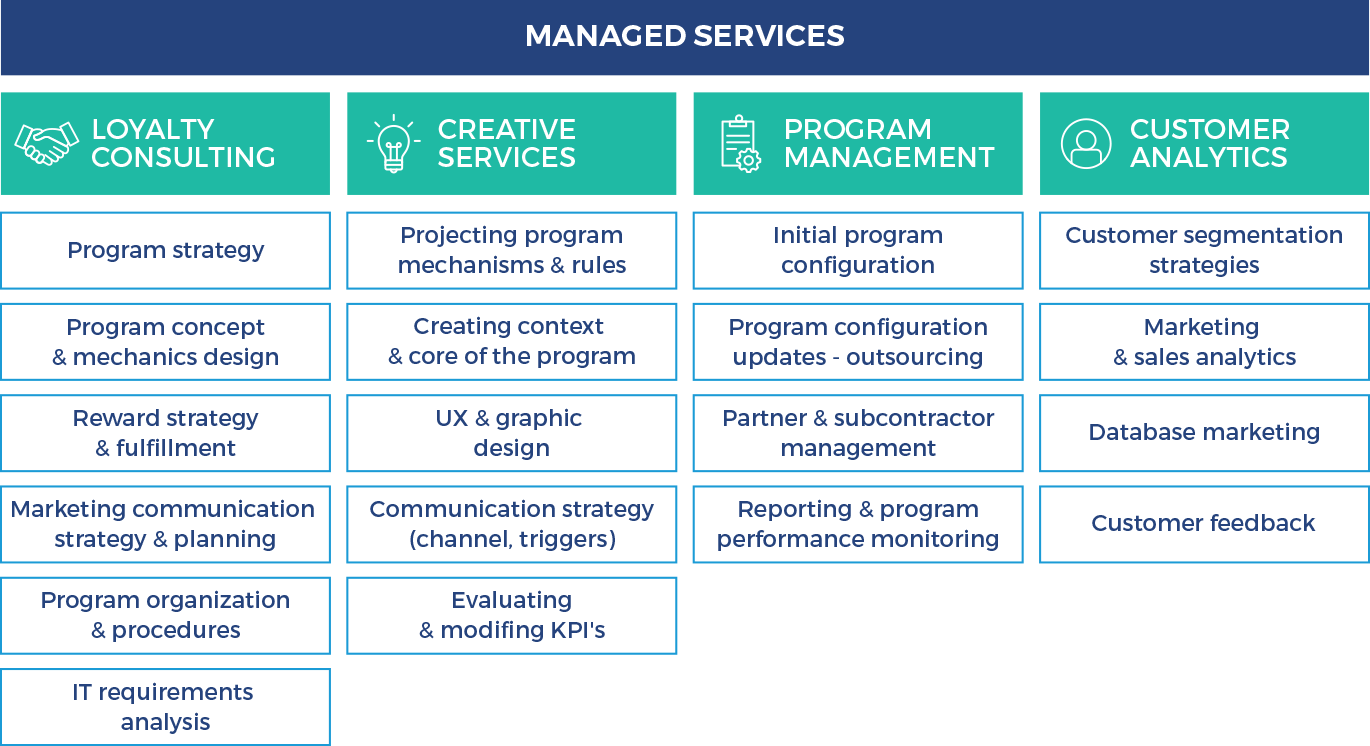 MANAGED SERVICES
LOYALTY
CONSULTING
Program strategy
Program concept
& mechanics design
Reward strategy
& fulfillment
Marketing communication
strategy & planning
Program organization
& procedures
IT requirements
analysis
CREATIVE
SERVICES
Projecting program
mechanisms & rules
Creating context
& core of the program
UX & graphic
design
Communication strategy
(channel, triggers)
Evaluating
& modifing KPI's
PROGRAM
MANAGEMENT
Initial program
configuration
Program configuration
updates - outsourcing
Partner & subcontractor
management
Reporting & program
performance monitoring
CUSTOMER
ANALYTICS
Customer segmentation
strategies
Marketing
& sales analytics
Database marketing
Customer feedback